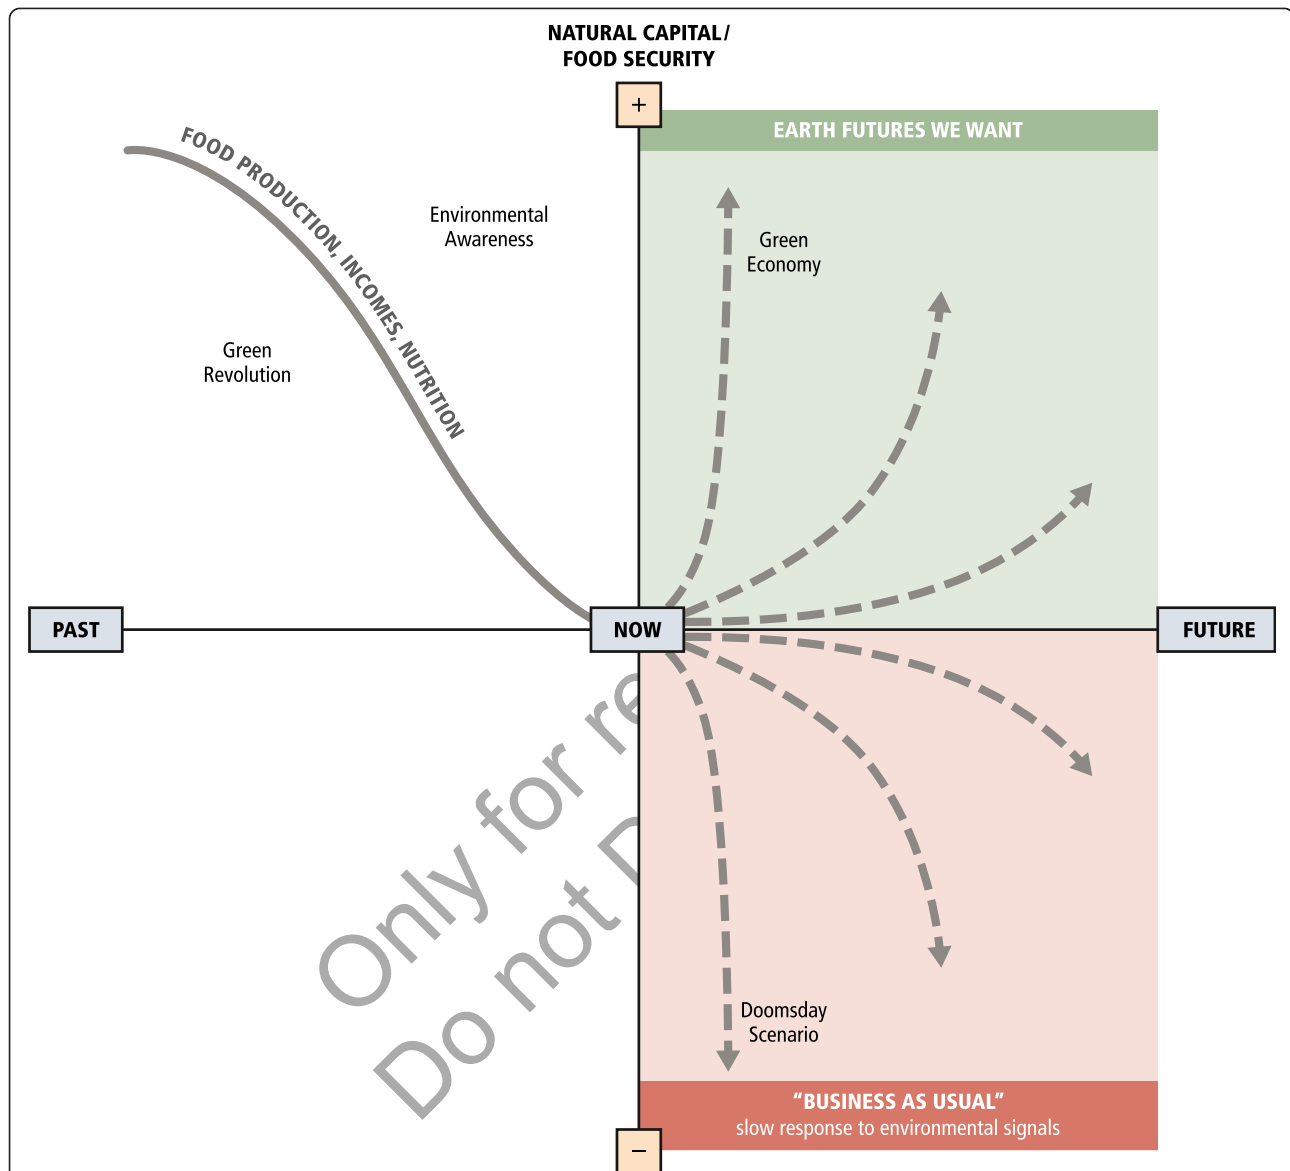 NATURAL CAPITAL/
FOOD SECURITY
+
EARTH FUTURES WE WANT
FOOD PRODUCTION, INCOMES, NUTRITION
Environmental
Awareness
Green
Economy
Green
Revolution
PAST
NOW
FUTURE
Only for re
Do not D
Doomsday
Scenario
“BUSINESS AS USUAL”
slow response to environmental signals
–